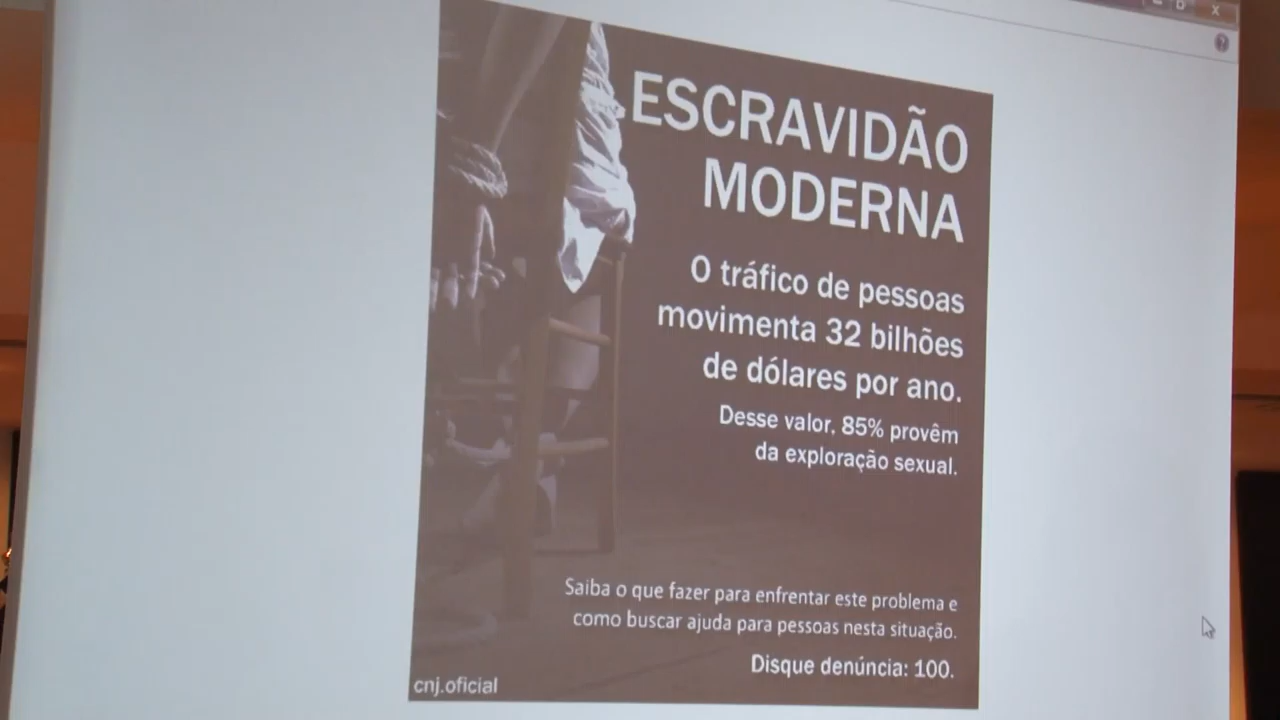 ESCRAVIDÃO
MODERNA
O tráfico de pessoas
movimenta 32 bilhões
de dólares por ano.
Desse valor, 85% provêm
da exploração sexual.
Saiba o que fazer para enfrentar este problema e
como buscar ajuda para pessoas nesta situação.
Disque denúncia: 100.
cnj.oficial